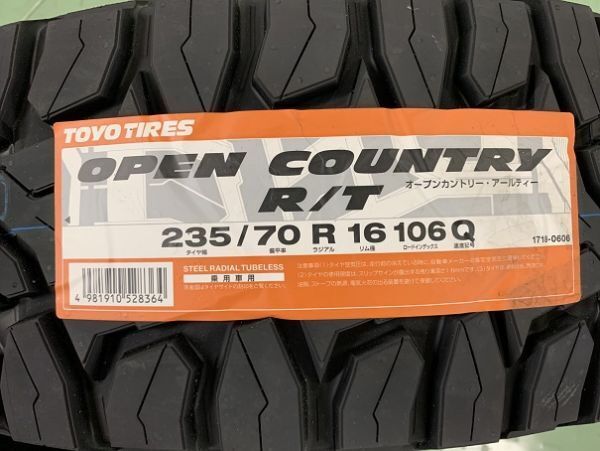 TOYO TIRES
OPEN COUNTRY
R/T
オープンカントリー・アールティー
235/70 R 16 106 Q
タイヤ幅 偏平率 ラジアル リム径 ロードインデックス 速度記号
1718-0606
STEEL RADIAL TUBELESS
乗用車用
4 981910 528364